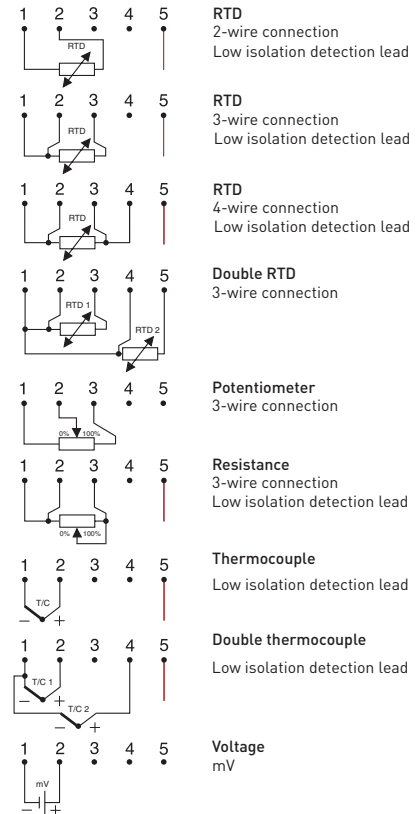 1 2 3 4 5
RTD
RTD
2-wire connection
Low isolation detection lead
1 2 3 4 5
RTD
RTD
3-wire connection
Low isolation detection lead
1 2 3 4 5
RTD
RTD
4-wire connection
Low isolation detection lead
1 2 3 4 5
RTD 1
RTD 2
Double RTD
3-wire connection
1 2 3 4 5
0% 100%
Potentiometer
3-wire connection
1 2 3 4 5
0% 100%
Resistance
3-wire connection
Low isolation detection lead
1 2 3 4 5
T/C
– +
Thermocouple
Low isolation detection lead
1 2 3 4 5
T/C 1
– +
T/C 2
– +
Double thermocouple
Low isolation detection lead
1 2 3 4 5
mV
– +
Voltage
mV